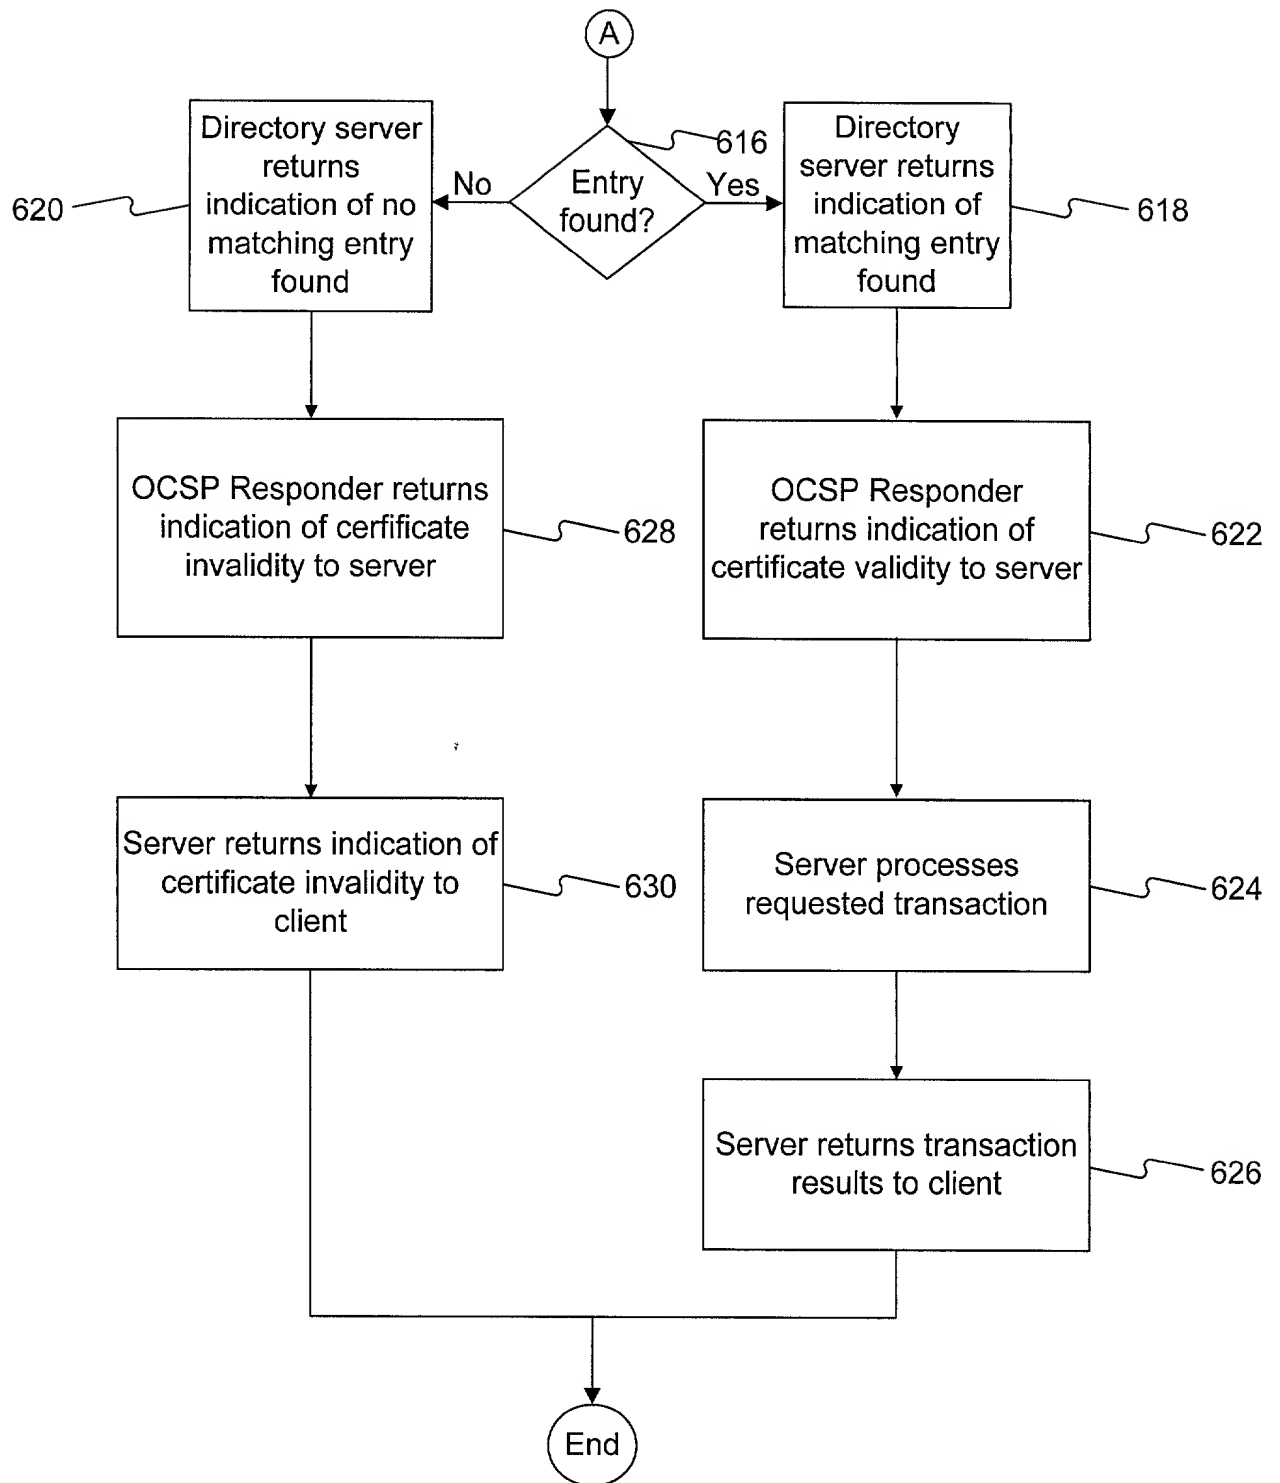 A
616
Entry
found?
No
Yes
Directory server
returns
indication of no
matching entry
found
620
Directory
server returns
indication of
matching entry
found
618
OCSP Responder returns
indication of cerfificate
invalidity to server
628
OCSP Responder
returns indication of
certificate validity to server
622
Server returns indication of
certificate invalidity to
client
630
Server processes
requested transaction
624
Server returns transaction
results to client
626
End